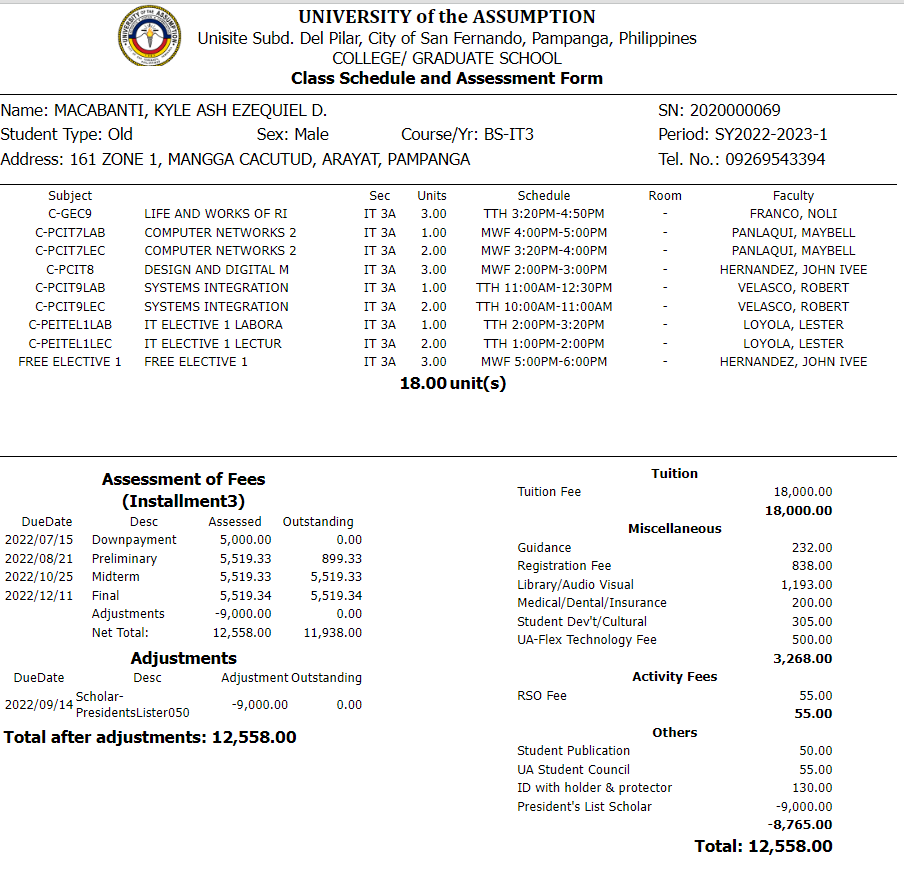 UNIVERSITY of the ASSUMPTION
Unisite Subd. Del Pilar, City of San Fernando, Pampanga, Philippines
COLLEGE/ GRADUATE SCHOOL
Class Schedule and Assessment Form
Name: MACABANTI, KYLE ASH EZEQUIEL D. SN: 2020000069
Student Type: Old Sex: Male Course/Yr: BS-IT3 Period: SY2022-2023-1
Address: 161 ZONE 1, MANGGA CACUTUD, ARAYAT, PAMPANGA Tel. No.: 09269543394
Subject Sec Units Schedule Room Faculty
C-GEC9 LIFE AND WORKS OF RI IT 3A 3.00 TTH 3:20PM-4:50PM - FRANCO, NOLI
C-PCIT7LAB COMPUTER NETWORKS 2 IT 3A 1.00 MWF 4:00PM-5:00PM - PANLAQUI, MAYBELL
C-PCIT7LEC COMPUTER NETWORKS 2 IT 3A 2.00 MWF 3:20PM-4:00PM - PANLAQUI, MAYBELL
C-PCIT8 DESIGN AND DIGITAL M IT 3A 3.00 MWF 2:00PM-3:00PM - HERNANDEZ, JOHN IVEE
C-PCIT9LAB SYSTEMS INTEGRATION IT 3A 1.00 TTH 11:00AM-12:30PM - VELASCO, ROBERT
C-PCIT9LEC SYSTEMS INTEGRATION IT 3A 2.00 TTH 10:00AM-11:00AM - VELASCO, ROBERT
C-PEITEL1LAB IT ELECTIVE 1 LABORA IT 3A 1.00 TTH 2:00PM-3:20PM - LOYOLA, LESTER
C-PEITEL1LEC IT ELECTIVE 1 LECTUR IT 3A 2.00 TTH 1:00PM-2:00PM - LOYOLA, LESTER
FREE ELECTIVE 1 FREE ELECTIVE 1 IT 3A 3.00 MWF 5:00PM-6:00PM - HERNANDEZ, JOHN IVEE
18.00 unit(s)
Assessment of Fees
(Installment3)
DueDate Desc Assessed Outstanding
2022/07/15 Downpayment 5,000.00 0.00
2022/08/21 Preliminary 5,519.33 899.33
2022/10/25 Midterm 5,519.33 5,519.33
2022/12/11 Final 5,519.34 5,519.34
Adjustments -9,000.00 0.00
Net Total: 12,558.00 11,938.00
Adjustments
DueDate Desc Adjustment Outstanding
2022/09/14 Scholar-
PresidentsLister050 -9,000.00 0.00
Total after adjustments: 12,558.00
Tuition
Tuition Fee 18,000.00
18,000.00
Miscellaneous
Guidance 232.00
Registration Fee 838.00
Library/Audio Visual 1,193.00
Medical/Dental/Insurance 200.00
Student Dev't/Cultural 305.00
UA-Flex Technology Fee 500.00
3,268.00
Activity Fees
RSO Fee 55.00
55.00
Others
Student Publication 50.00
UA Student Council 55.00
ID with holder & protector 130.00
President's List Scholar -9,000.00
-8,765.00
Total: 12,558.00